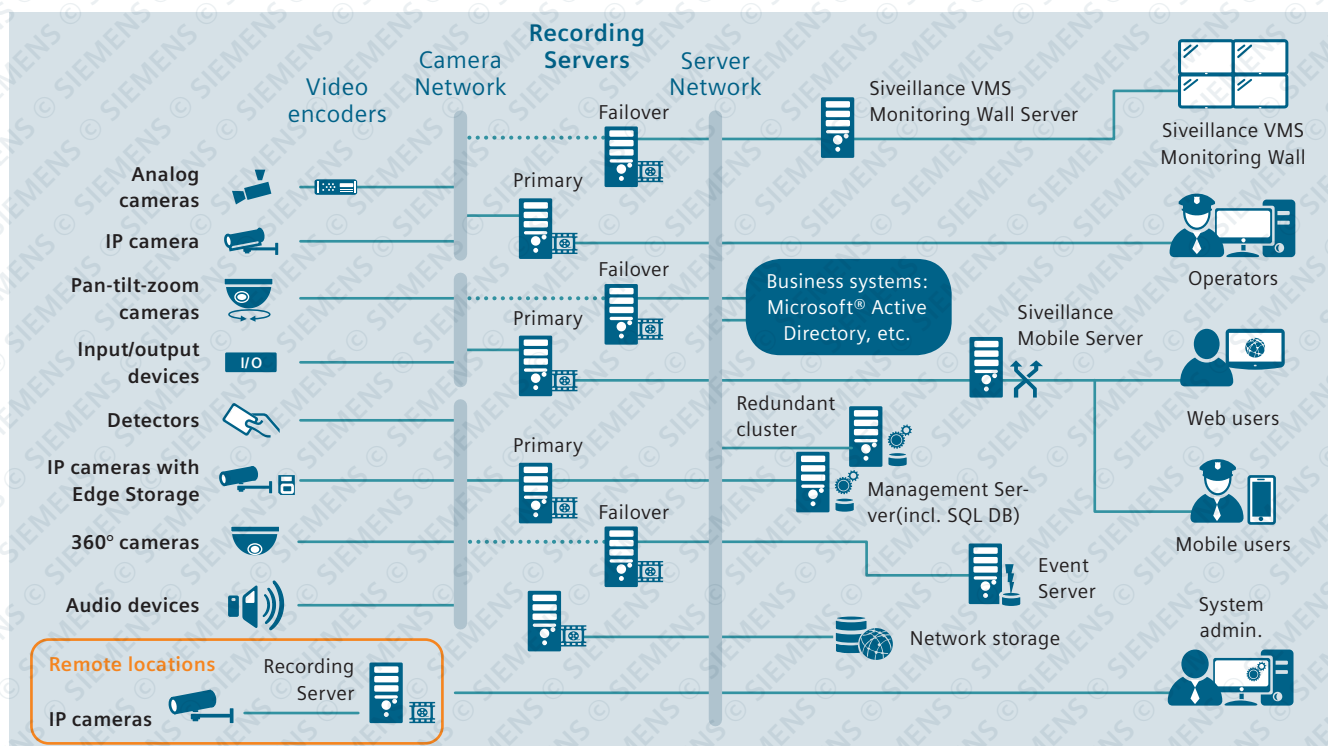 Recording
Servers
Camera
Network
Server
Network
Video
encoders
Failover
Siveillance VMS
Monitoring Wall Server
Siveillance VMS
Monitoring Wall
Analog
cameras
Primary
IP camera
Operators
Pan-tilt-zoom
cameras
Failover
Primary
Business systems:
Microsoft® Active
Directory, etc.
Siveillance
Mobile Server
Input/output
devices
I/O
Web users
Detectors
Redundant
cluster
Primary
IP cameras with
Edge Storage
Management Ser-
ver(incl. SQL DB)
Failover
Mobile users
360° cameras
Event
Server
Audio devices
System
admin.
Network storage
Remote locations
Recording
Server
IP cameras
© SIEMENS